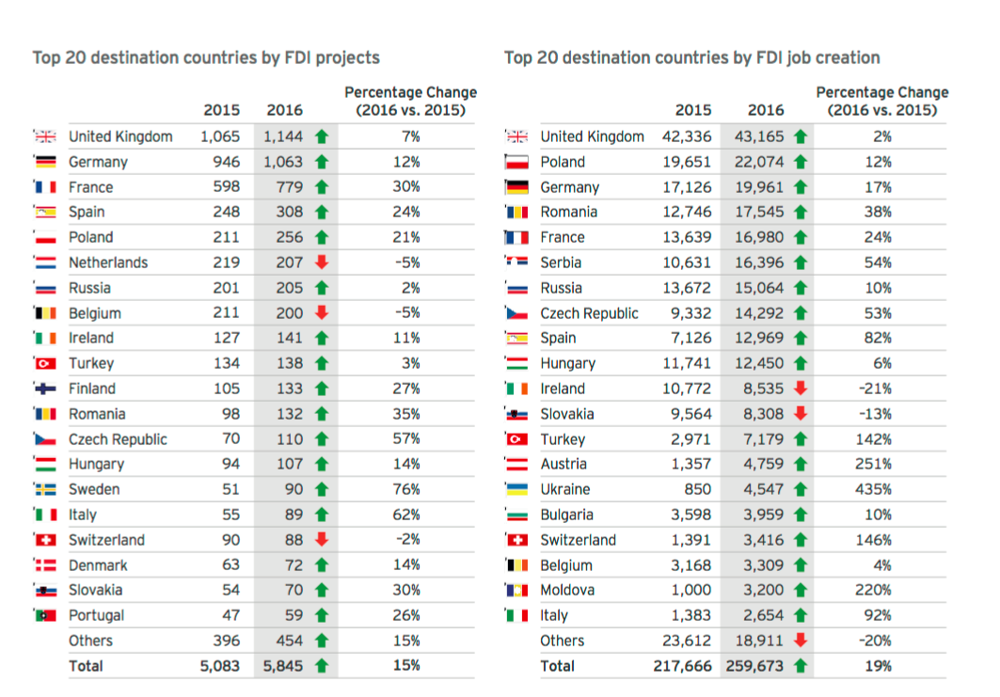 Top 20 destination countries by FDI projects
2015 2016 Percentage Change (2016 vs. 2015)
United Kingdom 1,065 1,144 7%
Germany 946 1,063 12%
France 598 779 30%
Spain 248 308 24%
Poland 211 256 21%
Netherlands 219 207 -5%
Russia 201 205 2%
Belgium 211 200 -5%
Ireland 127 141 11%
Turkey 134 138 3%
Finland 105 133 27%
Romania 98 132 35%
Czech Republic 70 110 57%
Hungary 94 107 14%
Sweden 51 90 76%
Italy 55 89 62%
Switzerland 90 88 -2%
Denmark 63 72 14%
Slovakia 54 70 30%
Portugal 47 59 26%
Others 396 454 15%
Total 5,083 5,845 15%
Top 20 destination countries by FDI job creation
2015 2016 Percentage Change (2016 vs. 2015)
United Kingdom 42,336 43,165 2%
Poland 19,651 22,074 12%
Germany 17,126 19,961 17%
Romania 12,746 17,545 38%
France 13,639 16,980 24%
Serbia 10,631 16,396 54%
Russia 13,672 15,064 10%
Czech Republic 9,332 14,292 53%
Spain 7,126 12,969 82%
Hungary 11,741 12,450 6%
Ireland 10,772 8,535 -21%
Slovakia 9,564 8,308 -13%
Turkey 2,971 7,179 142%
Austria 1,357 4,759 251%
Ukraine 850 4,547 435%
Bulgaria 3,598 3,959 10%
Switzerland 1,391 3,416 146%
Belgium 3,168 3,309 4%
Moldova 1,000 3,200 220%
Italy 1,383 2,654 92%
Others 23,612 18,911 -20%
Total 217,666 259,673 19%